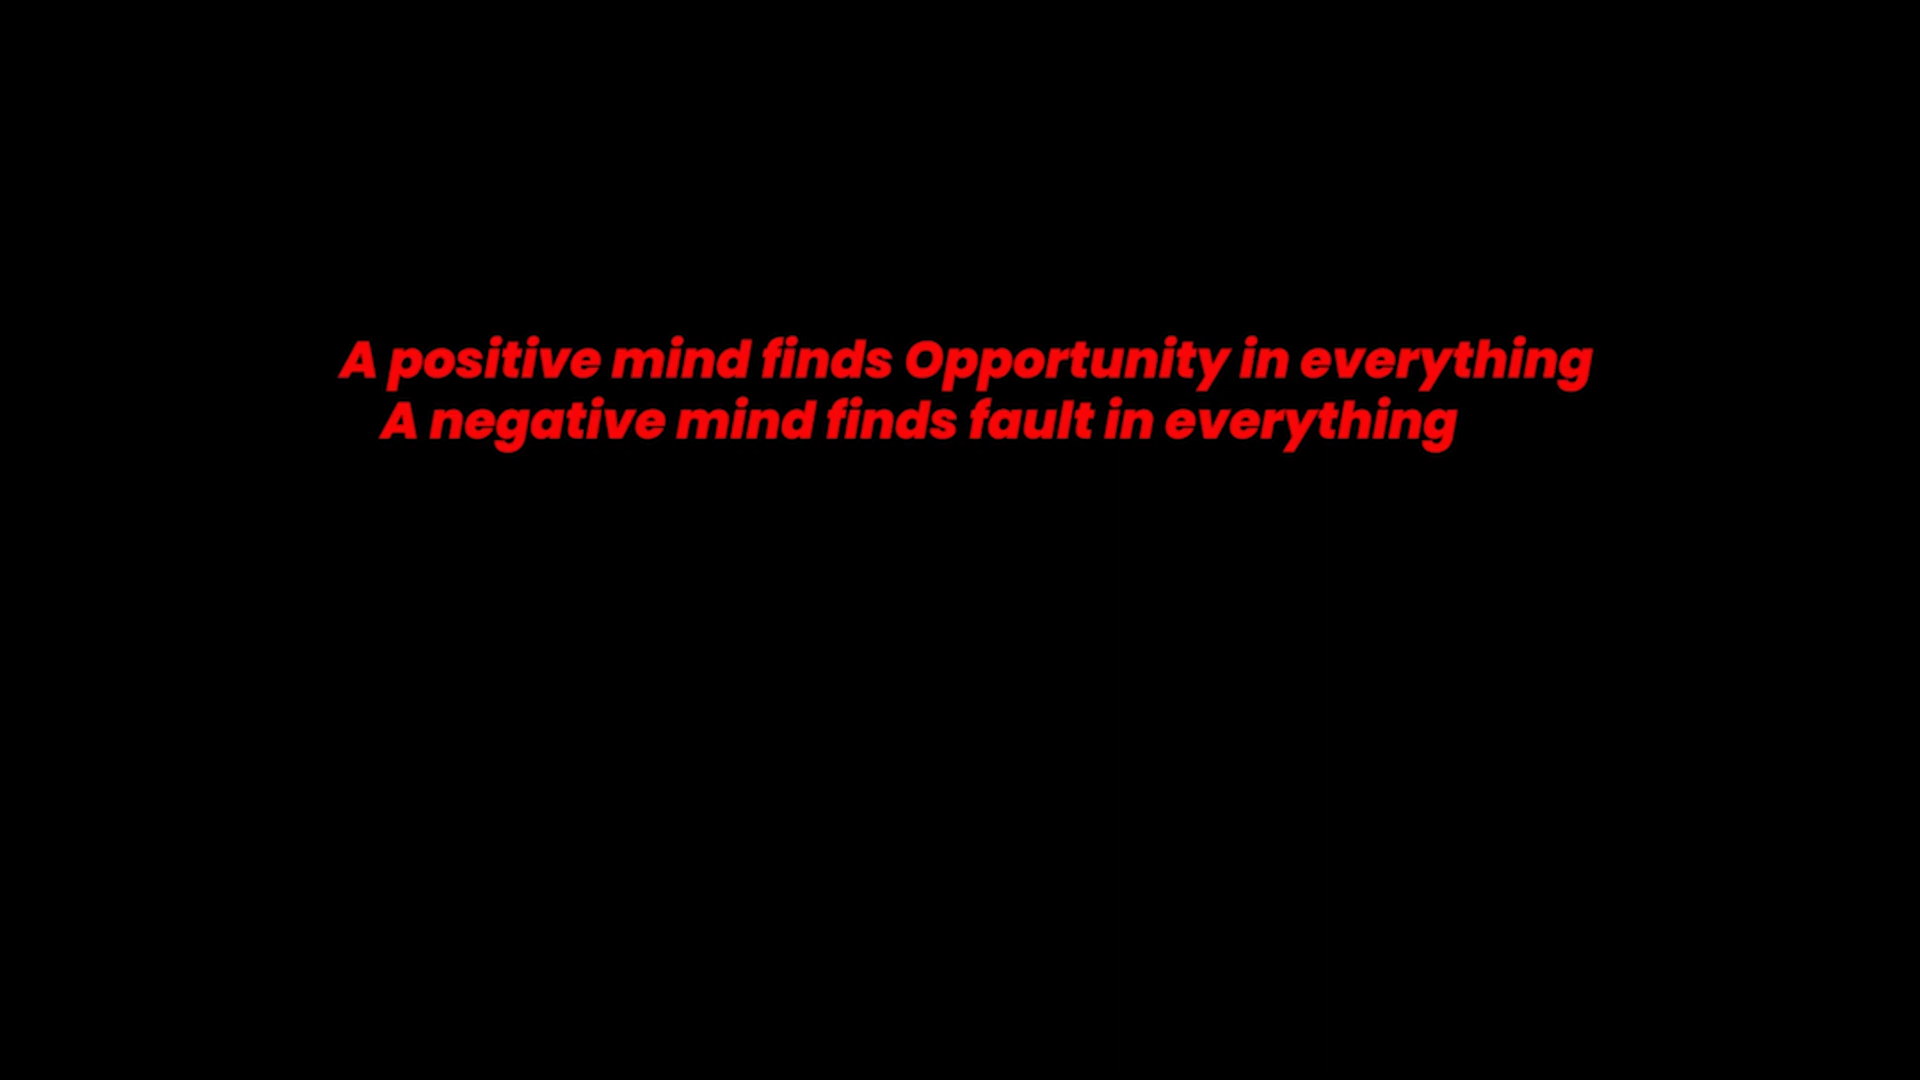 A positive mind finds Opportunity in everything
A negative mind finds fault in everything